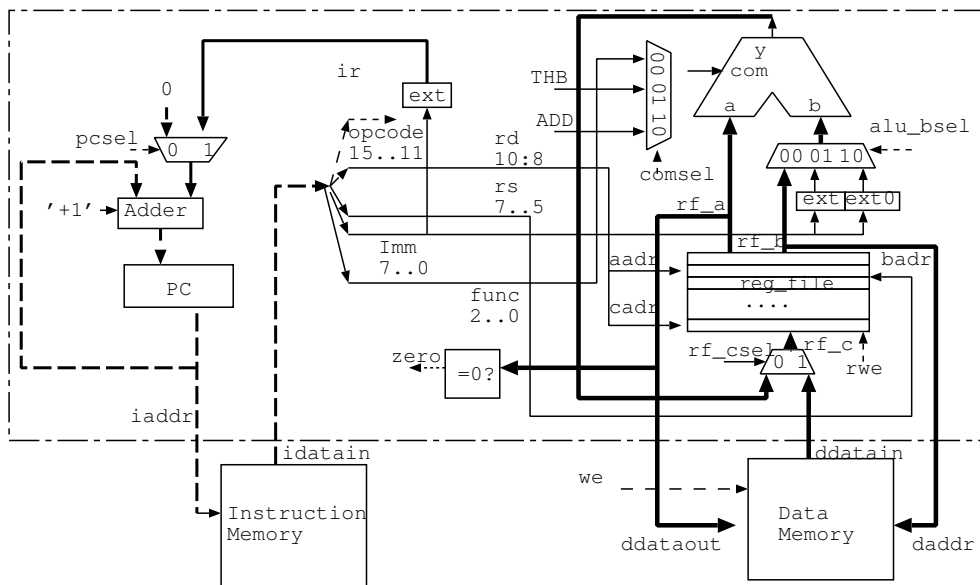 y
com
a
b
00 01 10
THB
ADD
comsel
ir
0
ext
pcsel
0 1
opcode
15..11
rd
10:8
rs
7..5
alu_bsel
00 01 10
ext
ext0
'+1'
Adder
rf_a
rf_b
Imm
7..0
aadr
badr
PC
reg_file
....
func
2..0
cadr
rf_csel
rf_c
0 1
rwe
zero
=0?
iaddr
idatain
ddatain
we
Instruction
Memory
Data
Memory
ddataout
daddr